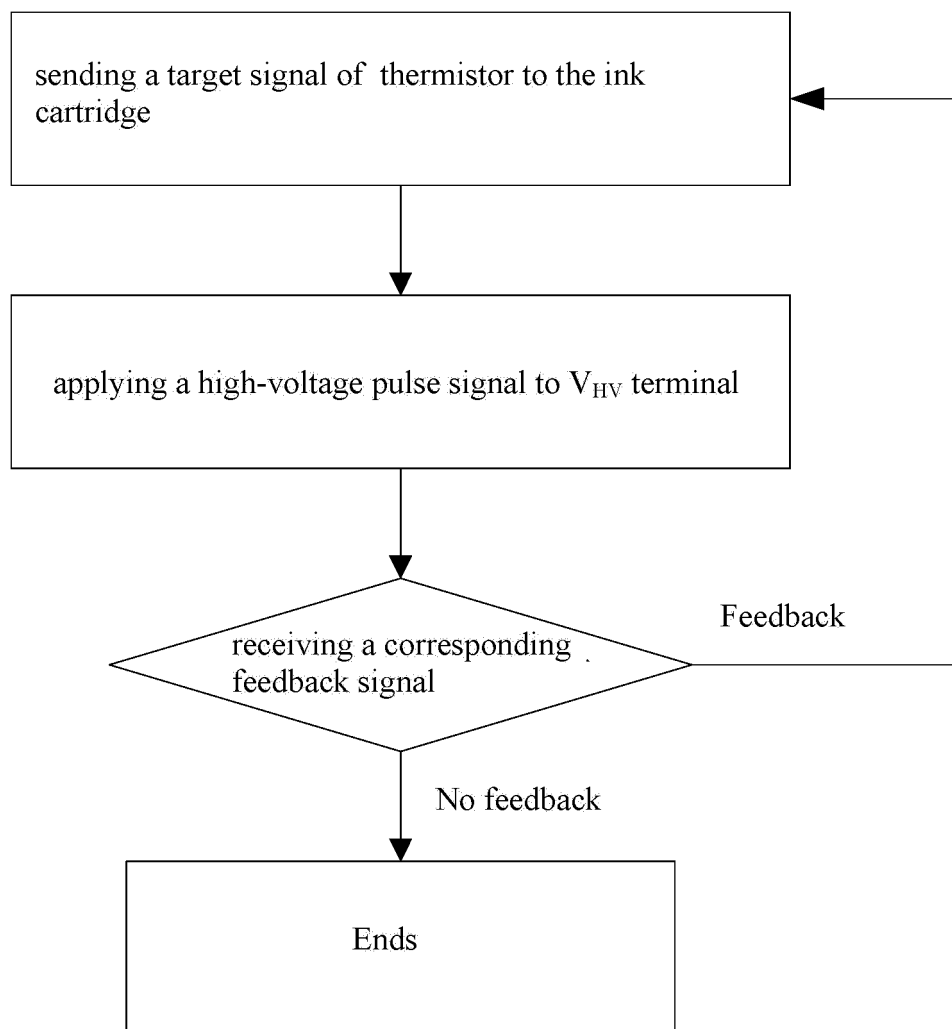 sending a target signal of thermistor to the ink
cartridge
applying a high-voltage pulse signal to VHV terminal
receiving a corresponding
feedback signal
Feedback
No feedback
Ends